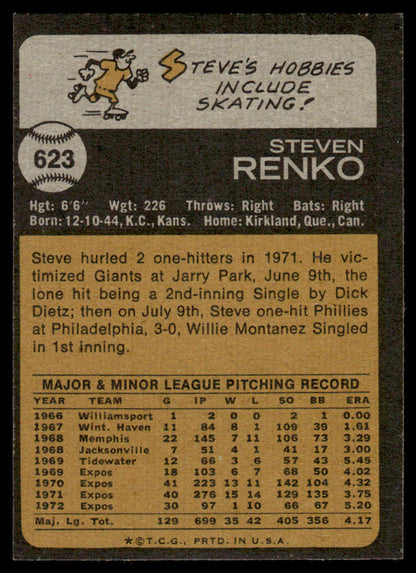 STEVE'S HOBBIES
INCLUDE
SKATING!
623
STEVEN
RENKO
Hgt: 6'6" Wgt: 226 Throws: Right Bats: Right
Born: 12-10-44, K.C., Kans. Home: Kirkland, Que., Can.
Steve hurled 2 one-hitters in 1971. He vic-
timized Giants at Jarry Park, June 9th, the
lone hit being a 2nd-inning Single by Dick
Dietz; then on July 9th, Steve one-hit Phillies
at Philadelphia, 3-0, Willie Montanez Singled
in 1st inning.
MAJOR & MINOR LEAGUE PITCHING RECORD
YEAR TEAM G IP W L SO BB ERA
1966 Williamsport 1 2 0 0 1 2 0.00
1967 Wint. Haven 11 84 8 1 109 39 1.61
1968 Memphis 22 145 7 11 106 73 3.29
1968 Jacksonville 7 51 4 1 41 17 3.00
1969 Tidewater 12 66 3 6 57 43 5.45
1969 Expos 18 103 6 7 68 50 4.02
1970 Expos 41 223 13 11 142 104 4.32
1971 Expos 40 276 15 14 129 135 3.75
1972 Expos 30 97 1 10 66 67 5.20
Maj. Lg. Tot. 129 699 35 42 405 356 4.17
★©T.C.G., PRTD. IN U.S.A.